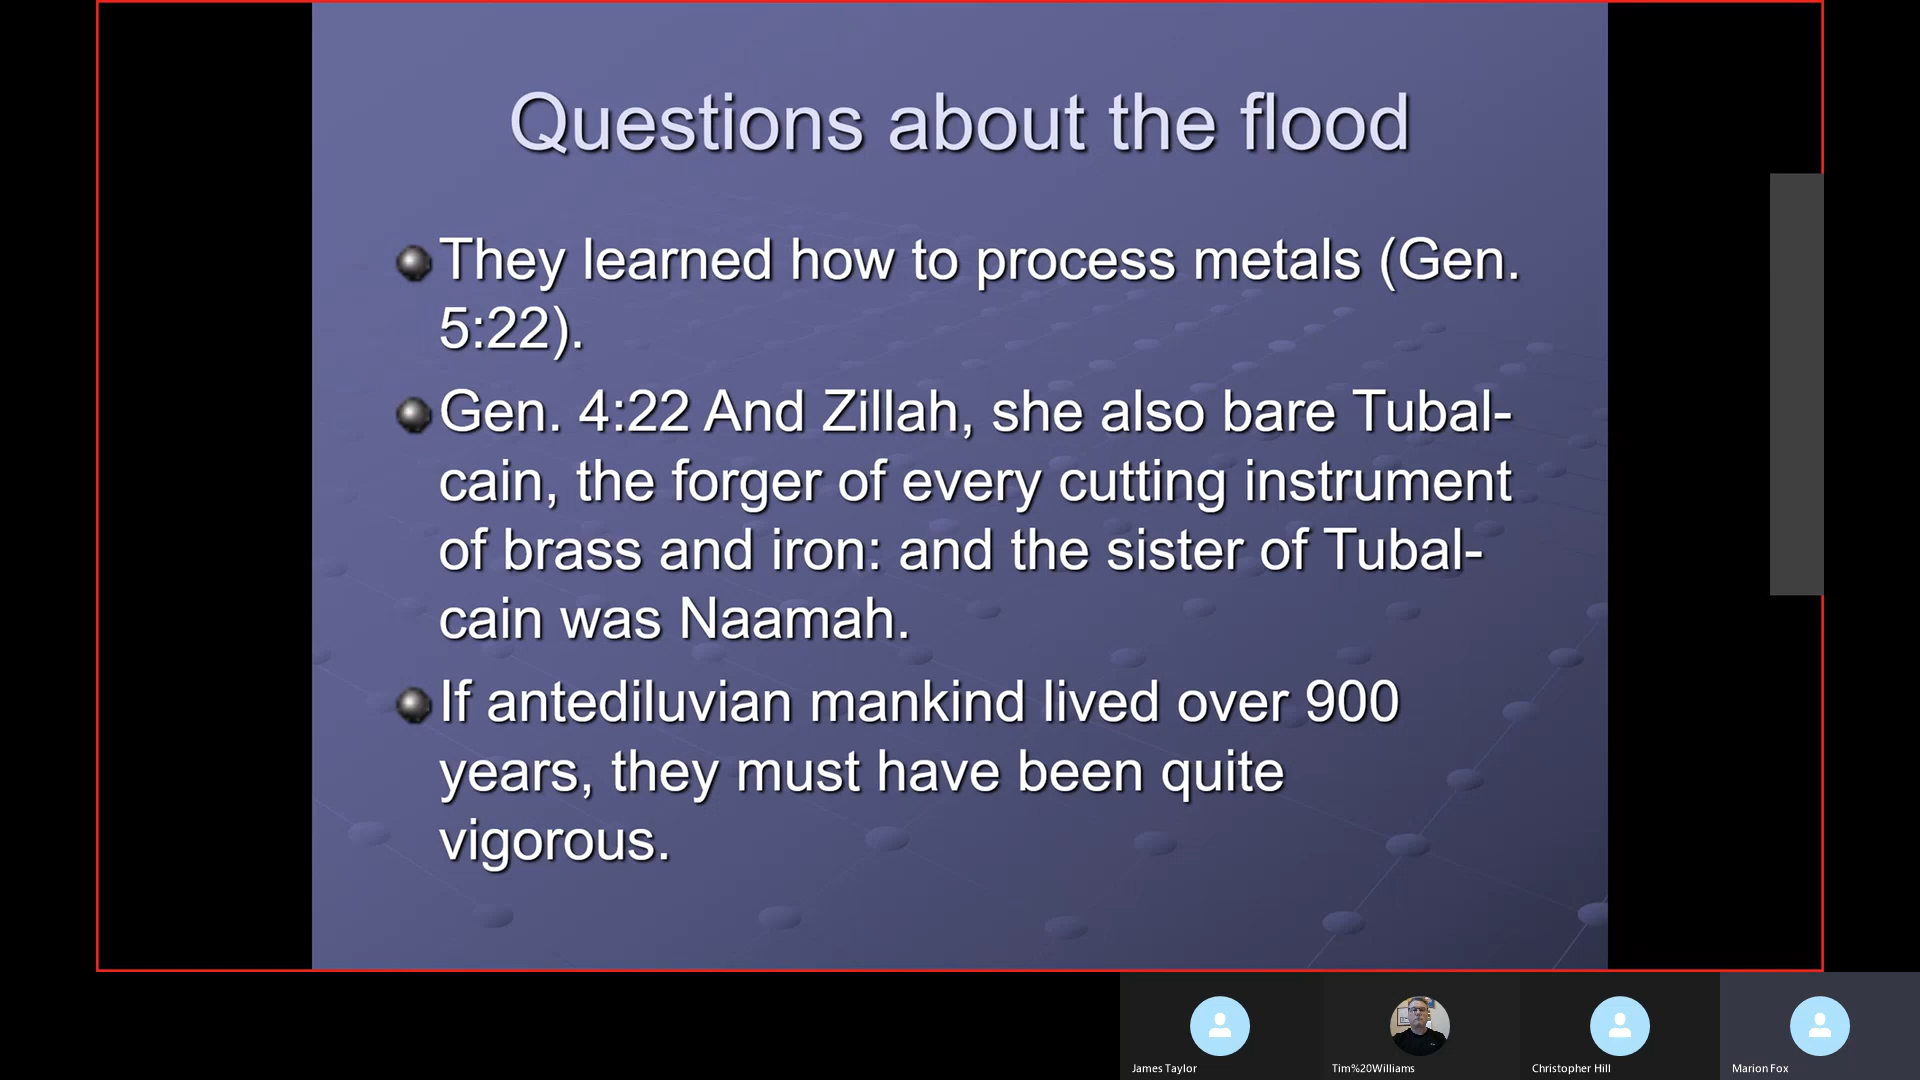 Questions about the flood
They learned how to process metals (Gen.
5:22).
Gen. 4:22 And Zillah, she also bare Tubal-
cain, the forger of every cutting instrument
of brass and iron: and the sister of Tubal-
cain was Naamah.
If antediluvian mankind lived over 900
years, they must have been quite
vigorous.
James Taylor
Tim%20Williams
Christopher Hill
Marion Fox